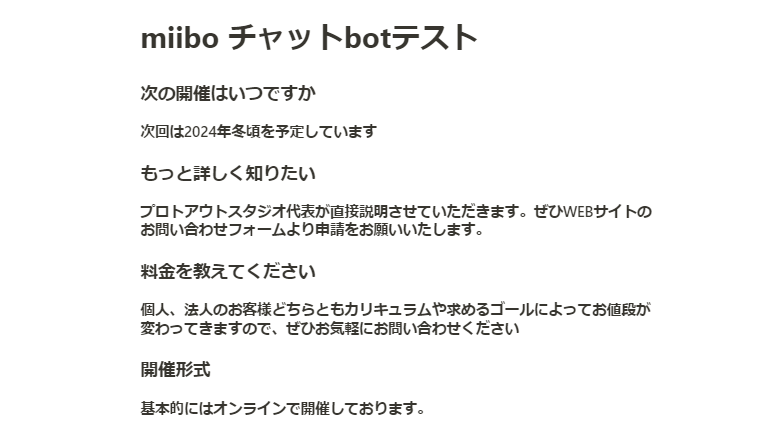 miibo チャットbotテスト
次の開催はいつですか
次回は2024年冬頃を予定しています
もっと詳しく知りたい
プロトアウトスタジオ代表が直接説明させていただきます。ぜひWEBサイトの
お問い合わせフォームより申請をお願いいたします。
料金を教えてください
個人、法人のお客様どちらともカリキュラムや求めるゴールによってお値段が
変わってきますので、ぜひお気軽にお問い合わせください
開催形式
基本的にはオンラインで開催しております。